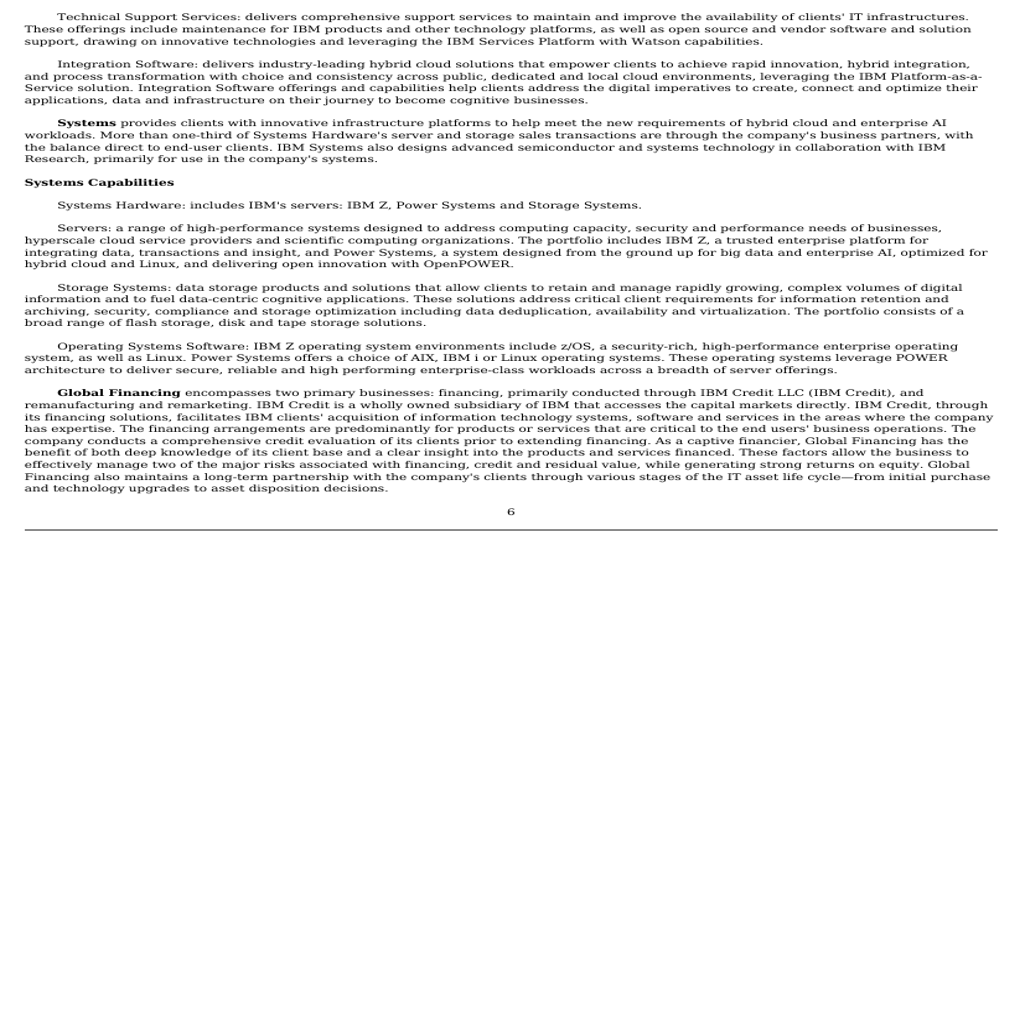 Technical Support Services: delivers comprehensive support services to maintain and improve the availability of clients' IT infrastructures.
These offerings include maintenance for IBM products and other technology platforms, as well as open source and vendor software and solution
support, drawing on innovative technologies and leveraging the IBM Services Platform with Watson capabilities.
Integration Software: delivers industry-leading hybrid cloud solutions that empower clients to achieve rapid innovation, hybrid integration,
and process transformation with choice and consistency across public, dedicated and local cloud environments, leveraging the IBM Platform-as-a-
Service solution. Integration Software offerings and capabilities help clients address the digital imperatives to create, connect and optimize their
applications, data and infrastructure on their journey to become cognitive businesses.
Systems provides clients with innovative infrastructure platforms to help meet the new requirements of hybrid cloud and enterprise AI
workloads. More than one-third of Systems Hardware's server and storage sales transactions are through the company's business partners, with
the balance direct to end-user clients. IBM Systems also designs advanced semiconductor and systems technology in collaboration with IBM
Research, primarily for use in the company's systems.
Systems Capabilities
Systems Hardware: includes IBM's servers: IBM Z, Power Systems and Storage Systems.
Servers: a range of high-performance systems designed to address computing capacity, security and performance needs of businesses,
hyperscale cloud service providers and scientific computing organizations. The portfolio includes IBM Z, a trusted enterprise platform for
integrating data, transactions and insight, and Power Systems, a system designed from the ground up for big data and enterprise AI, optimized for
hybrid cloud and Linux, and delivering open innovation with OpenPOWER.
Storage Systems: data storage products and solutions that allow clients to retain and manage rapidly growing, complex volumes of digital
information and to fuel data-centric cognitive applications. These solutions address critical client requirements for information retention and
archiving, security, compliance and storage optimization including data deduplication, availability and virtualization. The portfolio consists of a
broad range of flash storage, disk and tape storage solutions.
Operating Systems Software: IBM Z operating system environments include z/OS, a security-rich, high-performance enterprise operating
system, as well as Linux. Power Systems offers a choice of AIX, IBM i or Linux operating systems. These operating systems leverage POWER
architecture to deliver secure, reliable and high performing enterprise-class workloads across a breadth of server offerings.
Global Financing encompasses two primary businesses: financing, primarily conducted through IBM Credit LLC (IBM Credit), and
remanufacturing and remarketing. IBM Credit is a wholly owned subsidiary of IBM that accesses the capital markets directly. IBM Credit, through
its financing solutions, facilitates IBM clients' acquisition of information technology systems, software and services in the areas where the company
has expertise. The financing arrangements are predominantly for products or services that are critical to the end users' business operations. The
company conducts a comprehensive credit evaluation of its clients prior to extending financing. As a captive financier, Global Financing has the
benefit of both deep knowledge of its client base and a clear insight into the products and services financed. These factors allow the business to
effectively manage two of the major risks associated with financing, credit and residual value, while generating strong returns on equity. Global
Financing also maintains a long-term partnership with the company's clients through various stages of the IT asset life cycle—from initial purchase
and technology upgrades to asset disposition decisions.
6